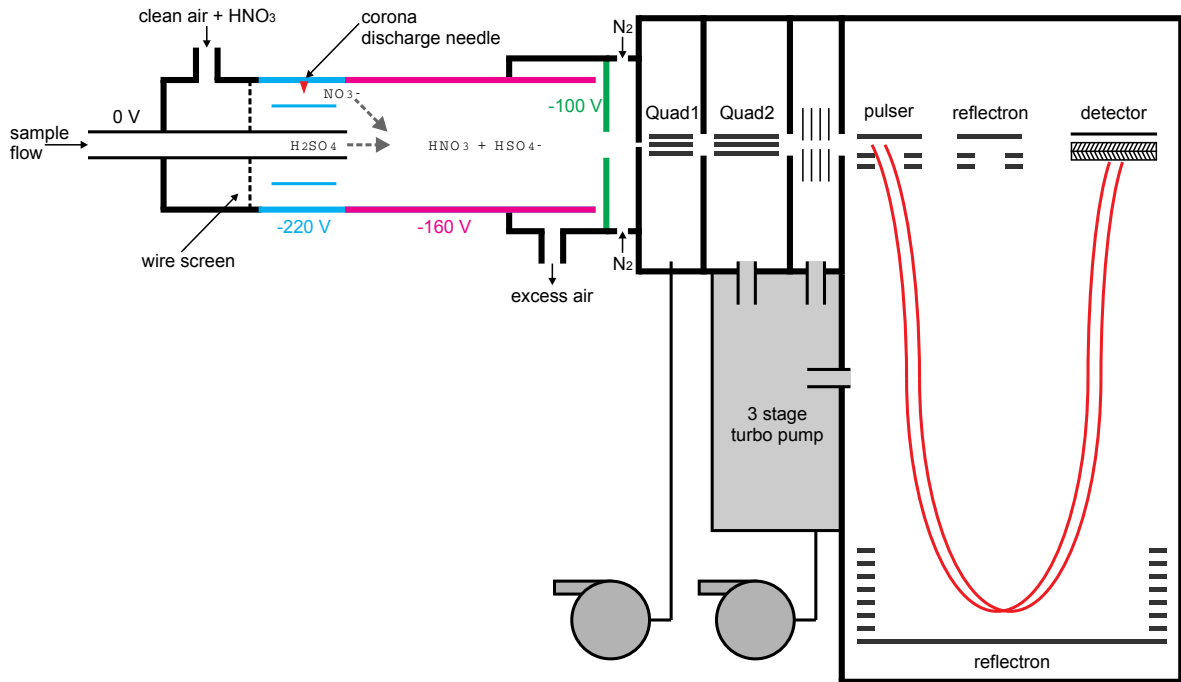 clean air + HNO₃
corona
discharge needle
N₂
0 V
NO₃-
-100 V
Quad1
Quad2
pulser
reflectron
detector
sample
flow
H₂SO₄
HNO₃ + HSO₄-
-220 V
-160 V
wire screen
N₂
excess air
3 stage
turbo pump
reflectron